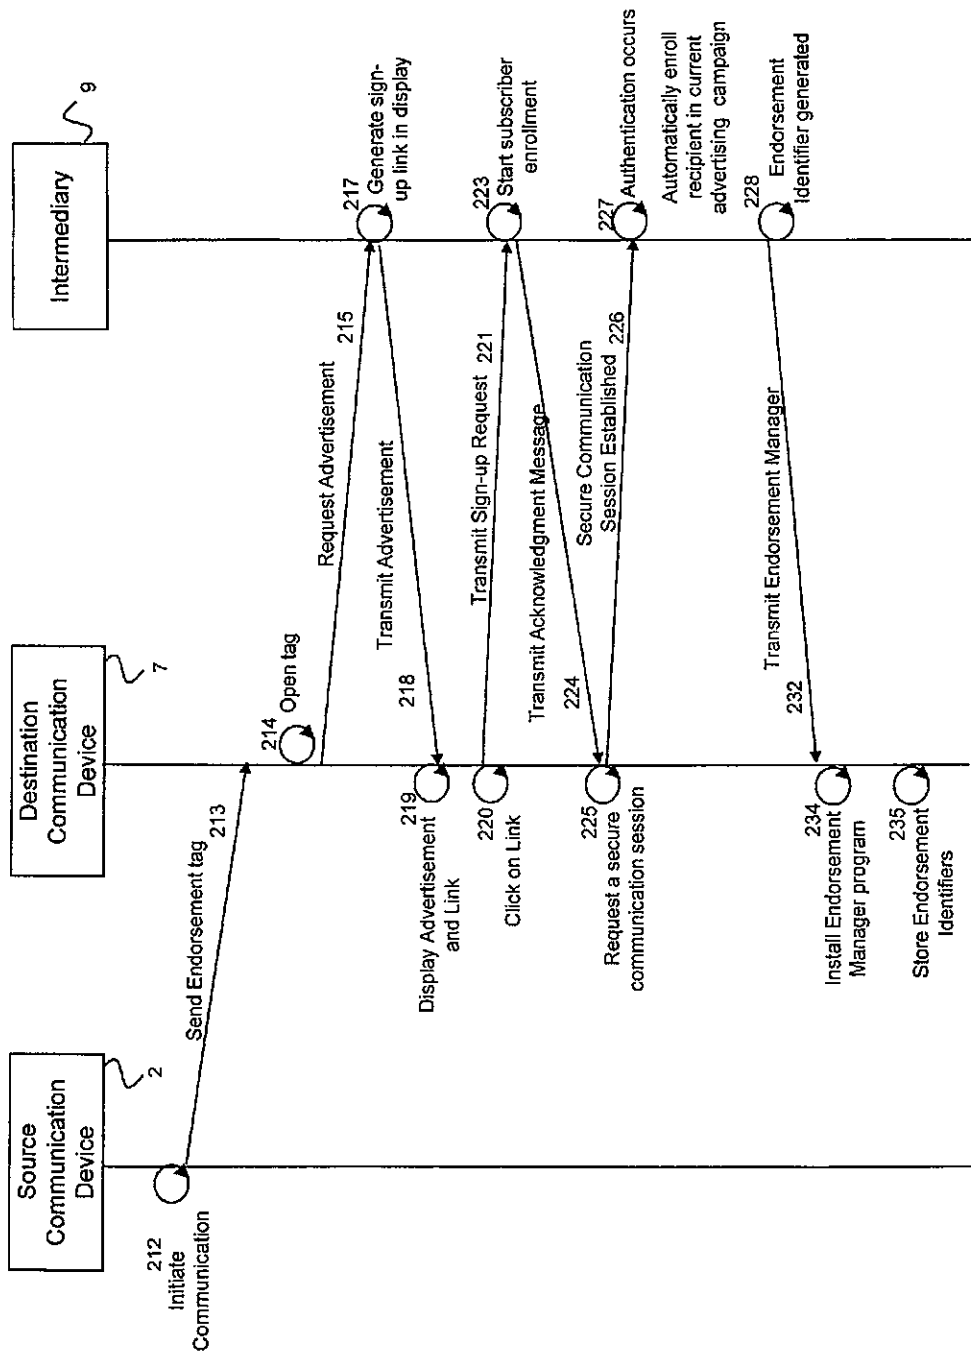 Source
Communication
Device
2
Destination
Communication
Device
7
Intermediary
9
212
Initiate
Communication
Send Endorsement tag
213
214
Open tag
Request Advertisement
215
217
Generate sign-
up link in display
Transmit Advertisement
218
219
Display Advertisement
and Link
220
Click on Link
Transmit Sign-up Request
221
223
Start subscriber
enrollment
Transmit Acknowledgment Message
224
225
Request a secure
communication session
Secure Communication
Session Established
226
227
Authentication occurs
Automatically enroll
recipient in current
advertising campaign
228
Endorsement
Identifier generated
Transmit Endorsement Manager
232
234
Install Endorsement
Manager program
235
Store Endorsement
Identifiers